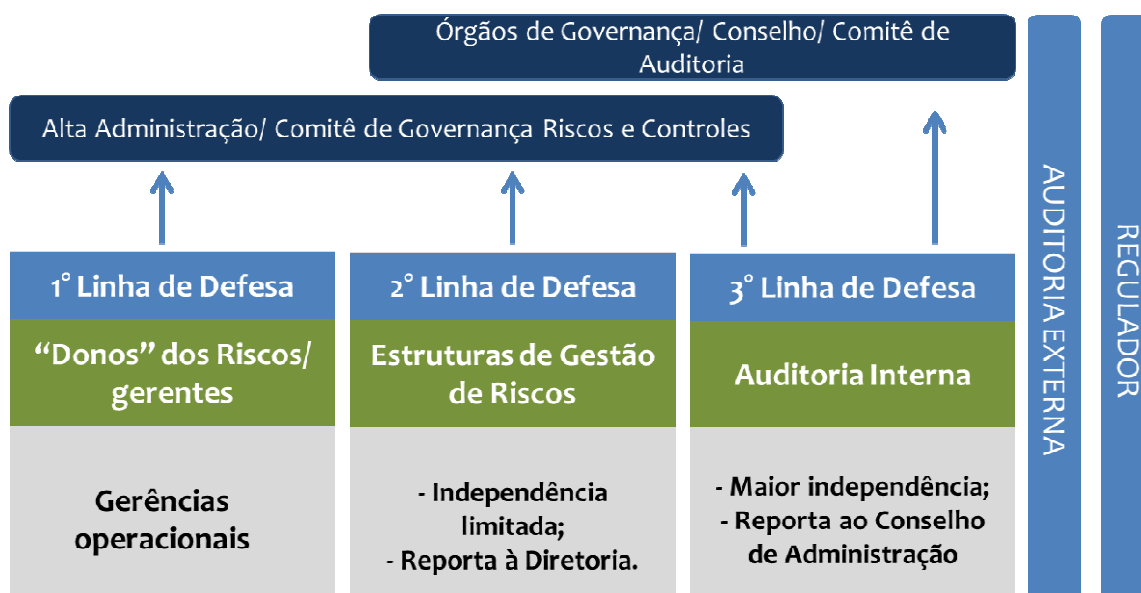 Órgãos de Governança/ Conselho/ Comitê de
Auditoria
Alta Administração/ Comitê de Governança Riscos e Controles
1° Linha de Defesa
“Donos” dos Riscos/
gerentes
Gerências
operacionais
2° Linha de Defesa
Estruturas de Gestão
de Riscos
- Independência
limitada;
- Reporta à Diretoria.
3° Linha de Defesa
Auditoria Interna
- Maior independência;
- Reporta ao Conselho
de Administração
AUDITORIA EXTERNA
REGULADOR